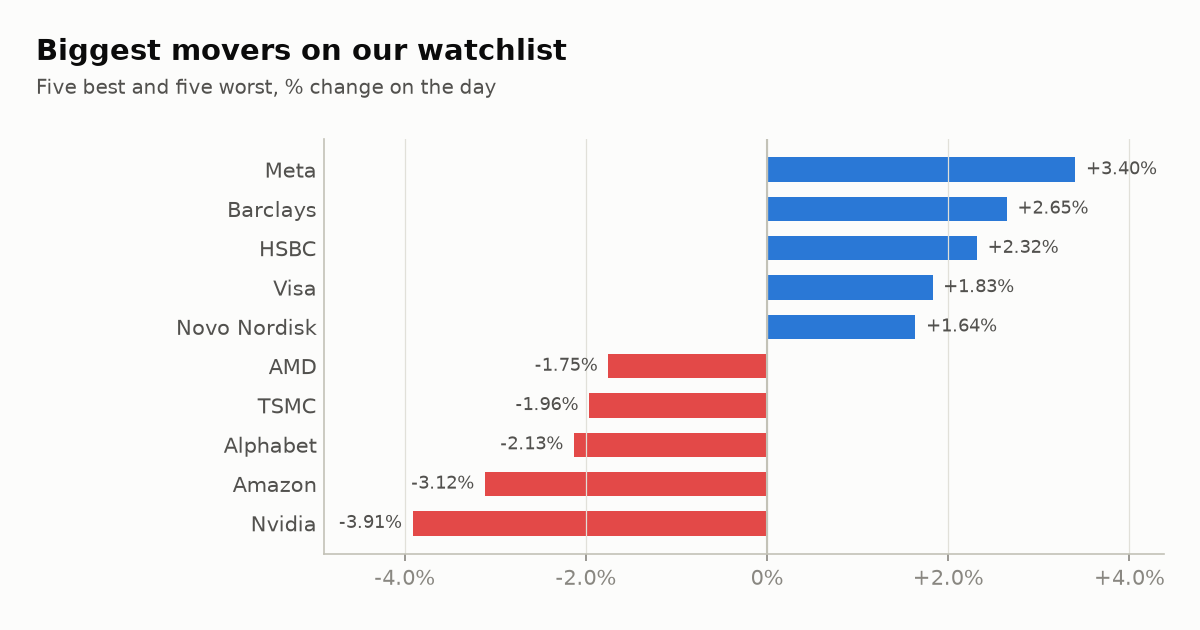 Biggest movers on our watchlist
Five best and five worst, % change on the day
Meta +3.40%
Barclays +2.65%
HSBC +2.32%
Visa +1.83%
Novo Nordisk +1.64%
AMD -1.75%
TSMC -1.96%
Alphabet -2.13%
Amazon -3.12%
Nvidia -3.91%
-4.0% -2.0% 0% +2.0% +4.0%